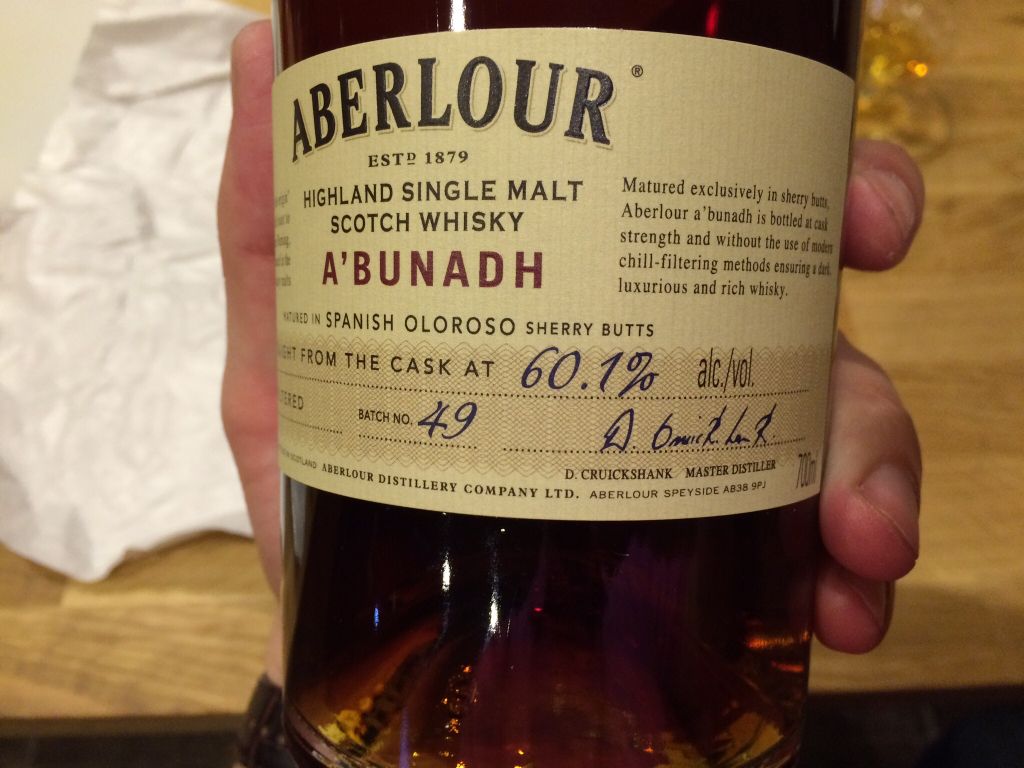 ABERLOUR®
ESTD 1879
HIGHLAND SINGLE MALT
SCOTCH WHISKY
A'BUNADH
MATURED IN SPANISH OLOROSO SHERRY BUTTS
FROM THE CASK AT 60.1% alc./vol.
BATCH NO. 49
D. CRUICKSHANK MASTER DISTILLER
700ml
ABERLOUR DISTILLERY COMPANY LTD. ABERLOUR SPEYSIDE AB38 9PJ
Matured exclusively in sherry butts,
Aberlour a'bunadh is bottled at cask
strength and without the use of modern
chill-filtering methods ensuring a dark,
luxurious and rich whisky.